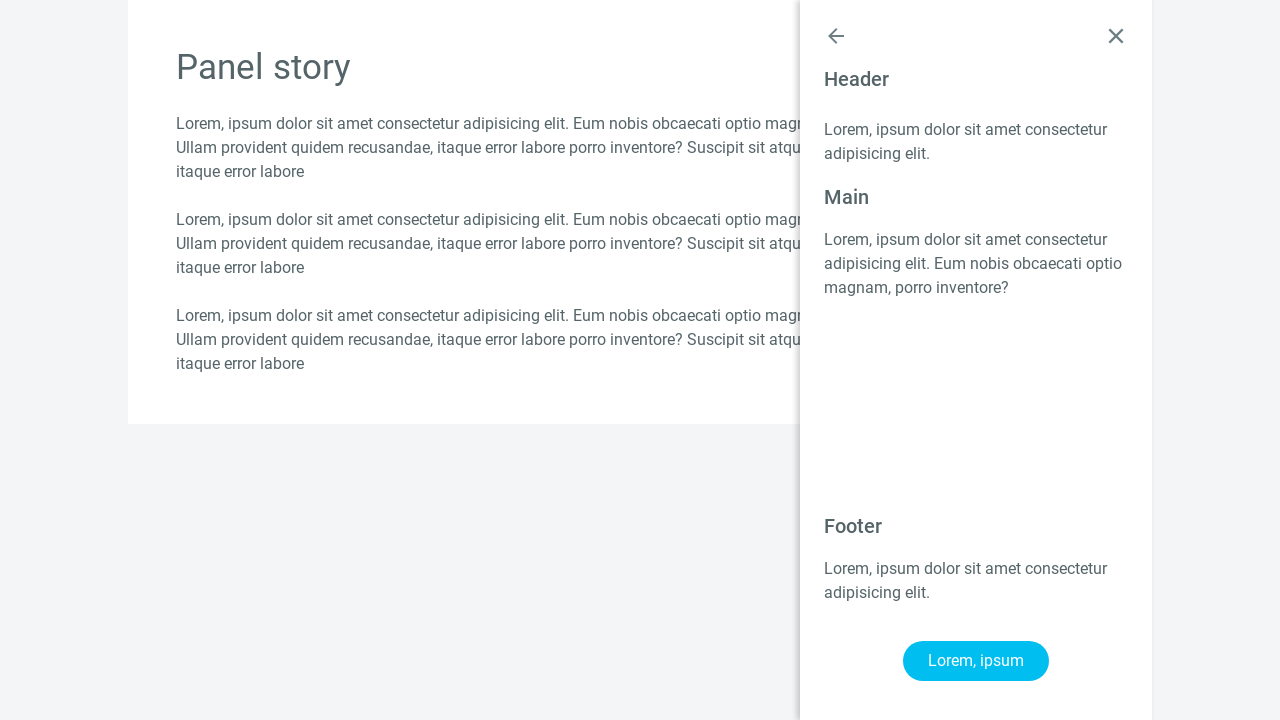 Panel story
Lorem, ipsum dolor sit amet consectetur adipisicing elit. Eum nobis obcaecati optio
Ullam provident quidem recusandae, itaque error labore porro inventore? Suscipit sit
itaque error labore
Lorem, ipsum dolor sit amet consectetur adipisicing elit. Eum nobis obcaecati optio
Ullam provident quidem recusandae, itaque error labore porro inventore? Suscipit sit
itaque error labore
Lorem, ipsum dolor sit amet consectetur adipisicing elit. Eum nobis obcaecati optio
Ullam provident quidem recusandae, itaque error labore porro inventore? Suscipit sit
itaque error labore
Header
Lorem, ipsum dolor sit amet consectetur
adipisicing elit.
Main
Lorem, ipsum dolor sit amet consectetur
adipisicing elit. Eum nobis obcaecati optio
magnam, porro inventore?
Footer
Lorem, ipsum dolor sit amet consectetur
adipisicing elit.
Lorem, ipsum